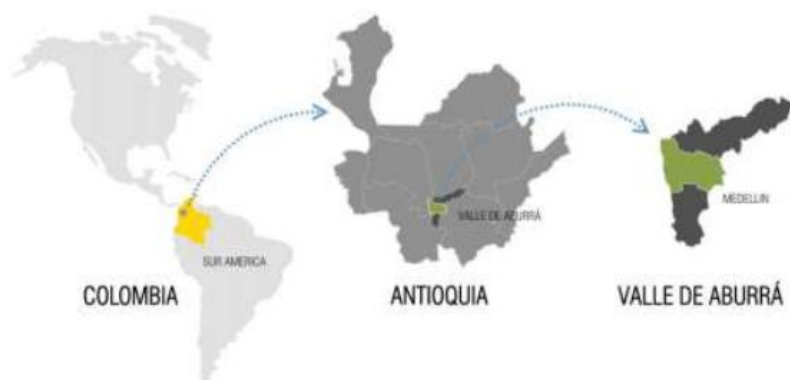 SUR AMERICA
COLOMBIA
VALLE DE ABURRÁ
ANTIOQUIA
MEDELLIN
VALLE DE ABURRÁ